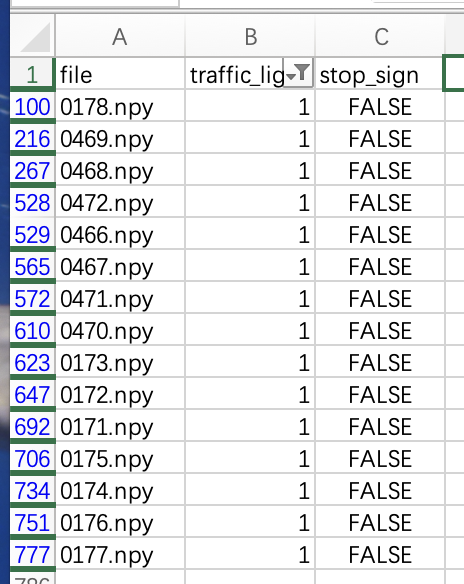 A B C
1 file traffic_lig stop_sign
100 0178.npy 1 FALSE
216 0469.npy 1 FALSE
267 0468.npy 1 FALSE
528 0472.npy 1 FALSE
529 0466.npy 1 FALSE
565 0467.npy 1 FALSE
572 0471.npy 1 FALSE
610 0470.npy 1 FALSE
623 0173.npy 1 FALSE
647 0172.npy 1 FALSE
692 0171.npy 1 FALSE
706 0175.npy 1 FALSE
734 0174.npy 1 FALSE
751 0176.npy 1 FALSE
777 0177.npy 1 FALSE